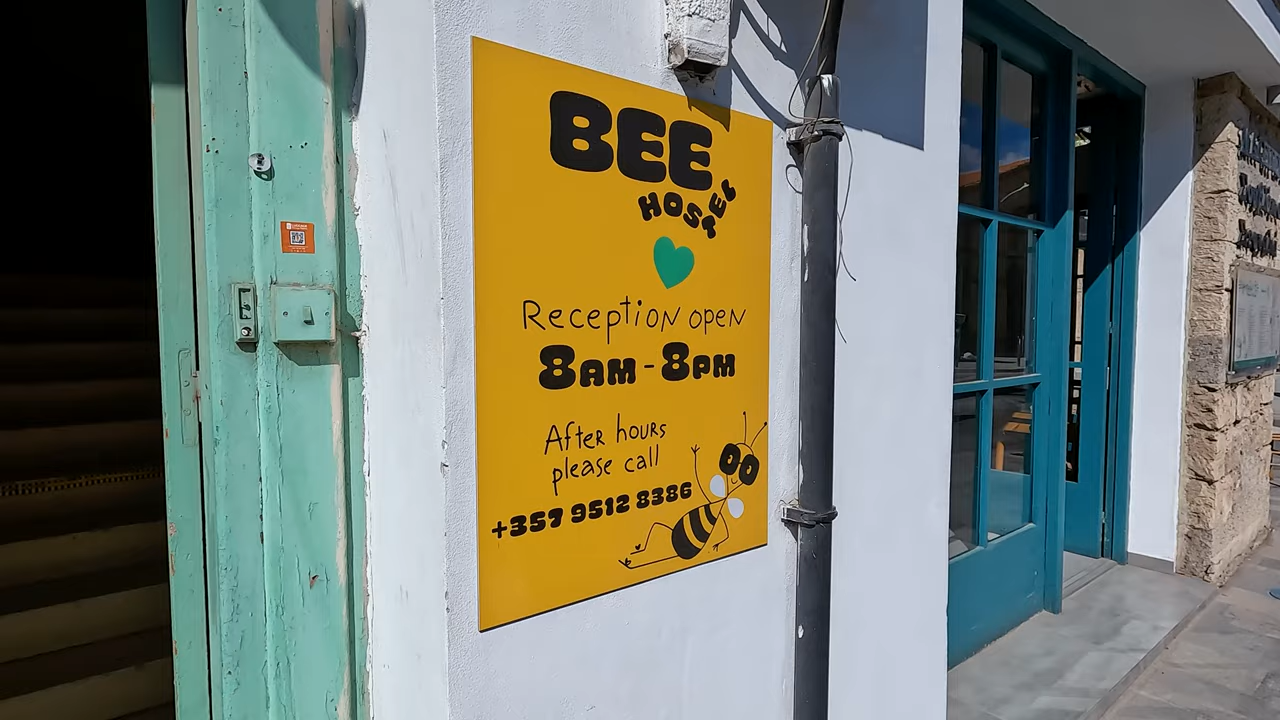 BEE
HOSTEL
Reception open
8AM - 8PM
After hours
please call
+357 9512 8386